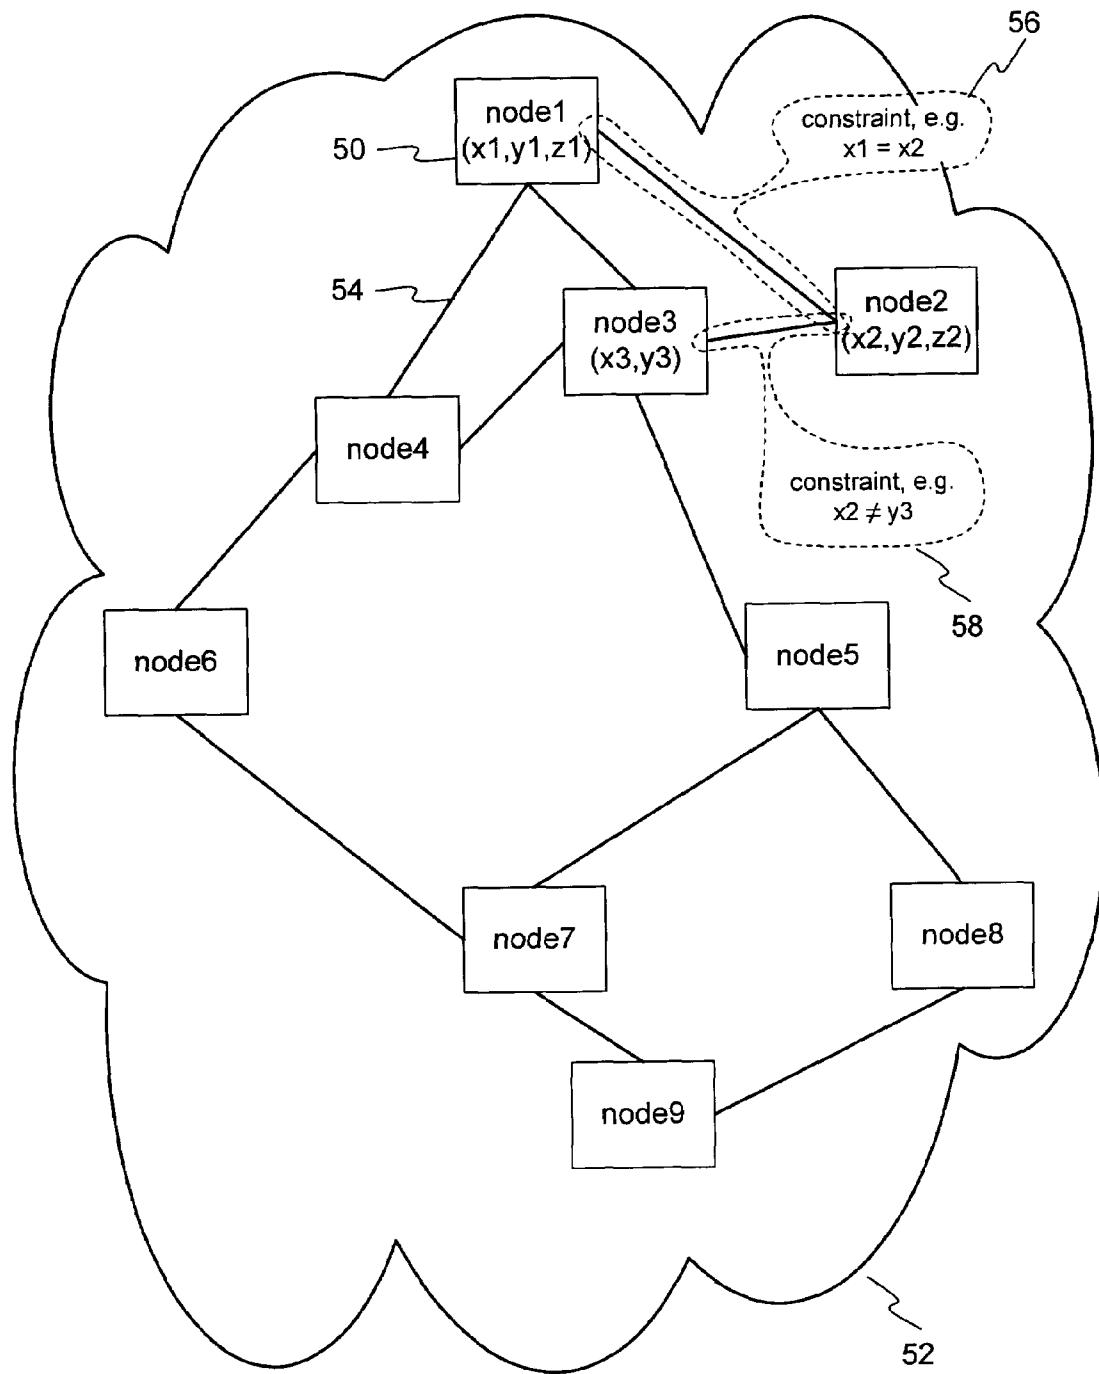 56
node1
(x1,y1,z1)
50
constraint, e.g.
x1 = x2
54
node3
(x3,y3)
node2
(x2,y2,z2)
node4
constraint, e.g.
x2 ≠ y3
58
node6
node5
node7
node8
node9
52